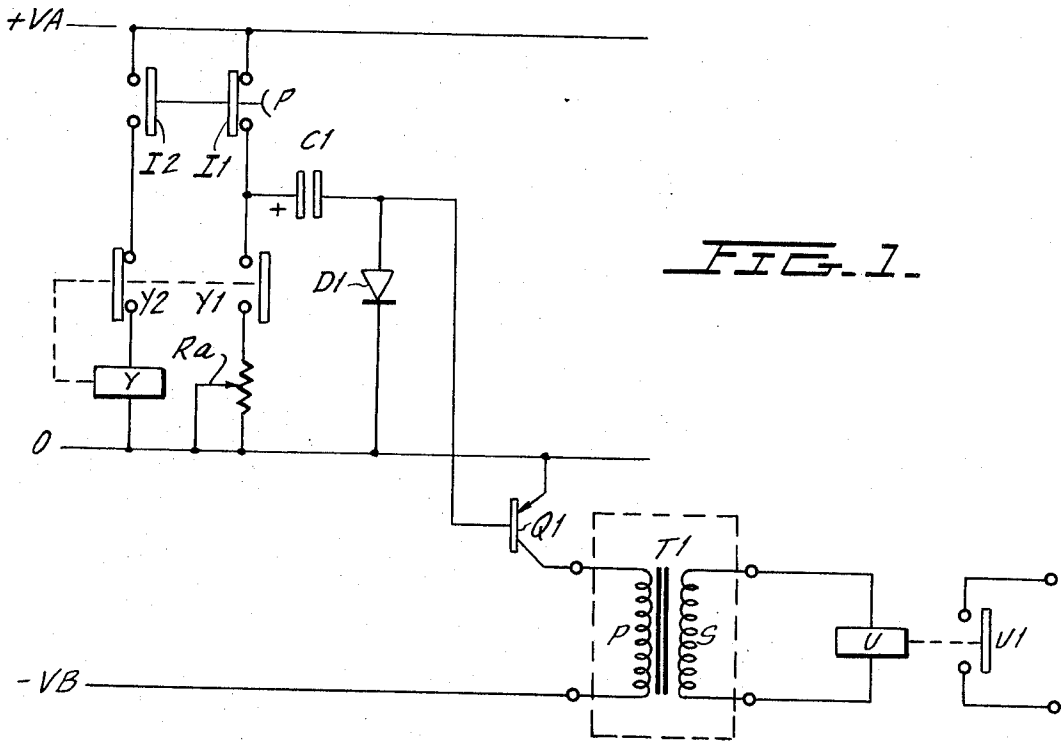 +VA
P
C1
I2 I1
+
FIG. 1.
D1
Y2 Y1
Ra
Y
0
Q1
T1
P S U U1
-VB